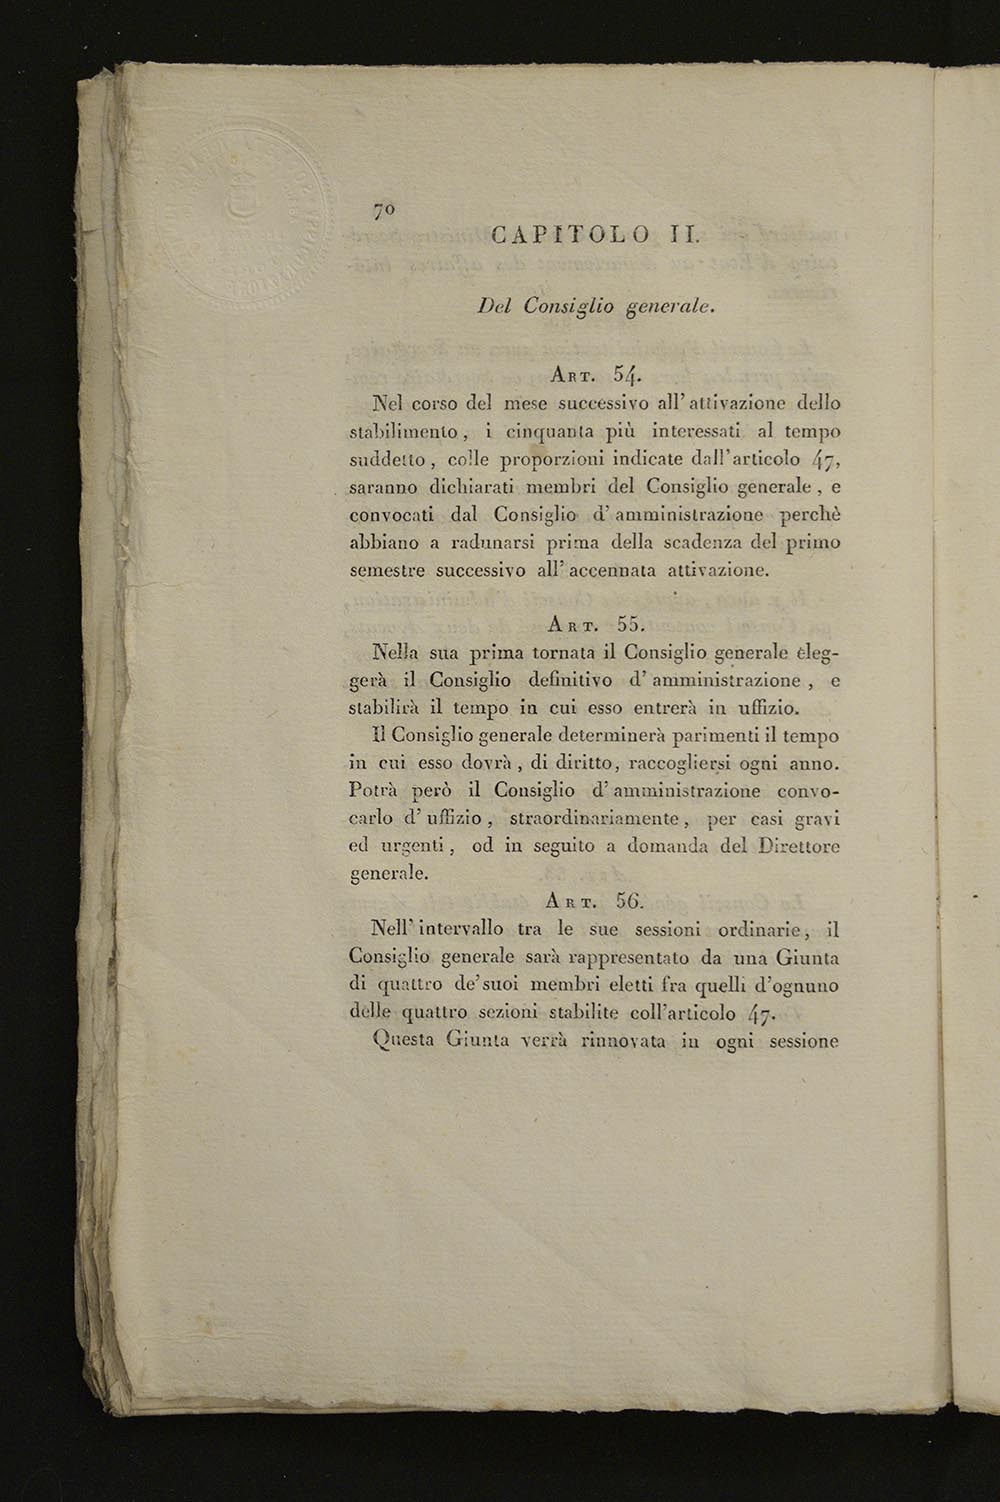 70
CAPITOLO II.
Del Consiglio generale.
ART. 54.
Nel corso del mese successivo all' attivazione dello
stabilimento, i cinquanta più interessati al tempo
suddetto, colle proporzioni indicate dall'articolo 47,
saranno dichiarati membri del Consiglio generale, e
convocati dal Consiglio d' amministrazione perchè
abbiano a radunarsi prima della scadenza del primo
semestre successivo all' accennata attivazione.
ART. 55.
Nella sua prima tornata il Consiglio generale eleg-
gerà il Consiglio definitivo d' amministrazione, e
stabilirà il tempo in cui esso entrerà in uffizio.
Il Consiglio generale determinerà parimenti il tempo
in cui esso dovrà, di diritto, raccogliersi ogni anno.
Potrà però il Consiglio d' amministrazione convo-
carlo d' uffizio, straordinariamente, per casi gravi
ed urgenti, od in seguito a domanda del Direttore
generale.
ART. 56.
Nell' intervallo tra le sue sessioni ordinarie, il
Consiglio generale sarà rappresentato da una Giunta
di quattro de' suoi membri eletti fra quelli d'ognuno
delle quattro sezioni stabilite coll'articolo 47.
Questa Giunta verrà rinnovata in ogni sessione